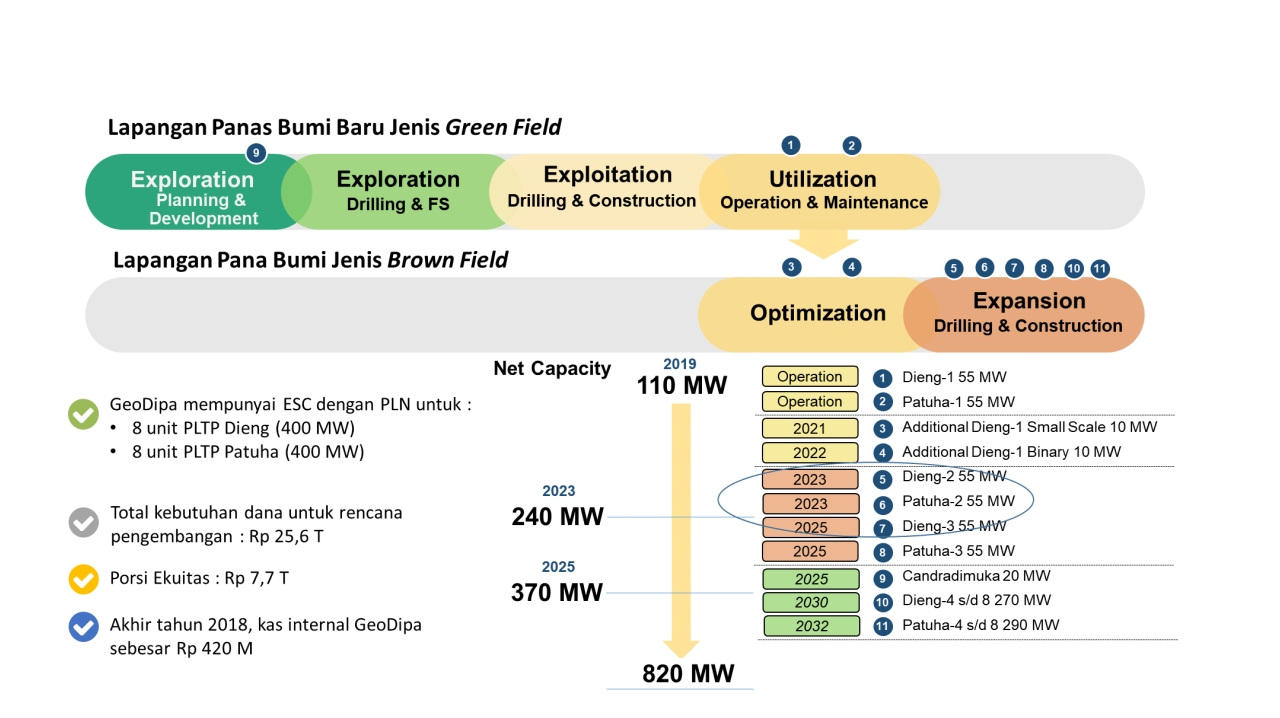 Lapangan Panas Bumi Baru Jenis Green Field
9
1
2
Exploration
Planning &
Development
Exploration
Drilling & FS
Exploitation
Drilling & Construction
Utilization
Operation & Maintenance
Lapangan Pana Bumi Jenis Brown Field
3
4
5
6
7
8
10
11
Optimization
Expansion
Drilling & Construction
GeoDipa mempunyai ESC dengan PLN untuk :
• 8 unit PLTP Dieng (400 MW)
• 8 unit PLTP Patuha (400 MW)
Total kebutuhan dana untuk rencana
pengembangan : Rp 25,6 T
Porsi Ekuitas : Rp 7,7 T
Akhir tahun 2018, kas internal GeoDipa
sebesar Rp 420 M
Net Capacity
2019
110 MW
2023
240 MW
2025
370 MW
820 MW
Operation 1 Dieng-1 55 MW
Operation 2 Patuha-1 55 MW
2021 3 Additional Dieng-1 Small Scale 10 MW
2022 4 Additional Dieng-1 Binary 10 MW
2023 5 Dieng-2 55 MW
2023 6 Patuha-2 55 MW
2025 7 Dieng-3 55 MW
2025 8 Patuha-3 55 MW
2025 9 Candradimuka 20 MW
2030 10 Dieng-4 s/d 8 270 MW
2032 11 Patuha-4 s/d 8 290 MW